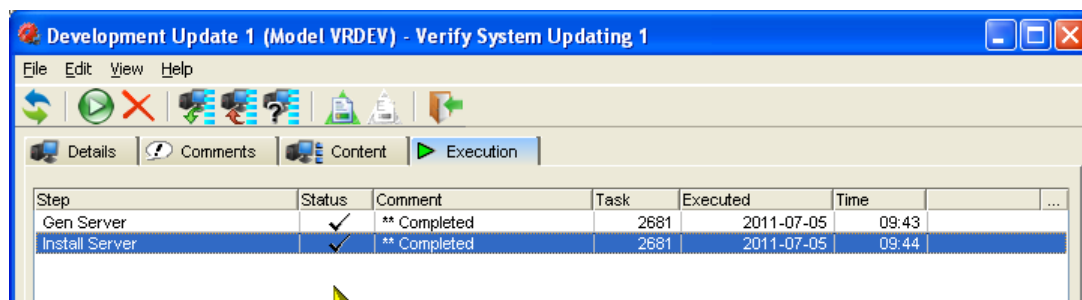 Development Update 1 (Model VRDEV) - Verify System Updating 1
File Edit View Help
Details Comments Content Execution
Step Status Comment Task Executed Time ...
Gen Server ** Completed 2681 2011-07-05 09:43
Install Server ** Completed 2681 2011-07-05 09:44